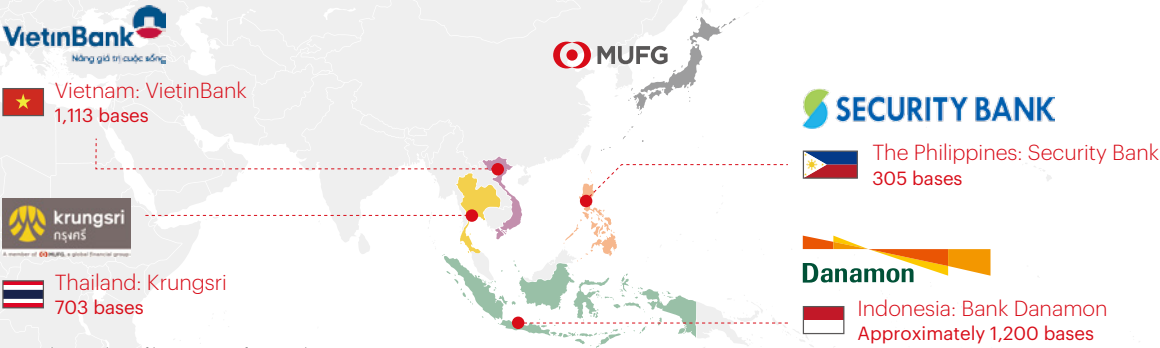 VietinBank
Nâng giá trị cuộc sống
Vietnam: VietinBank
1,113 bases
krungsri
กรุงศรี
A member of MUFG, a global financial group
Thailand: Krungsri
703 bases
MUFG
SECURITY BANK
The Philippines: Security Bank
305 bases
Danamon
Indonesia: Bank Danamon
Approximately 1,200 bases